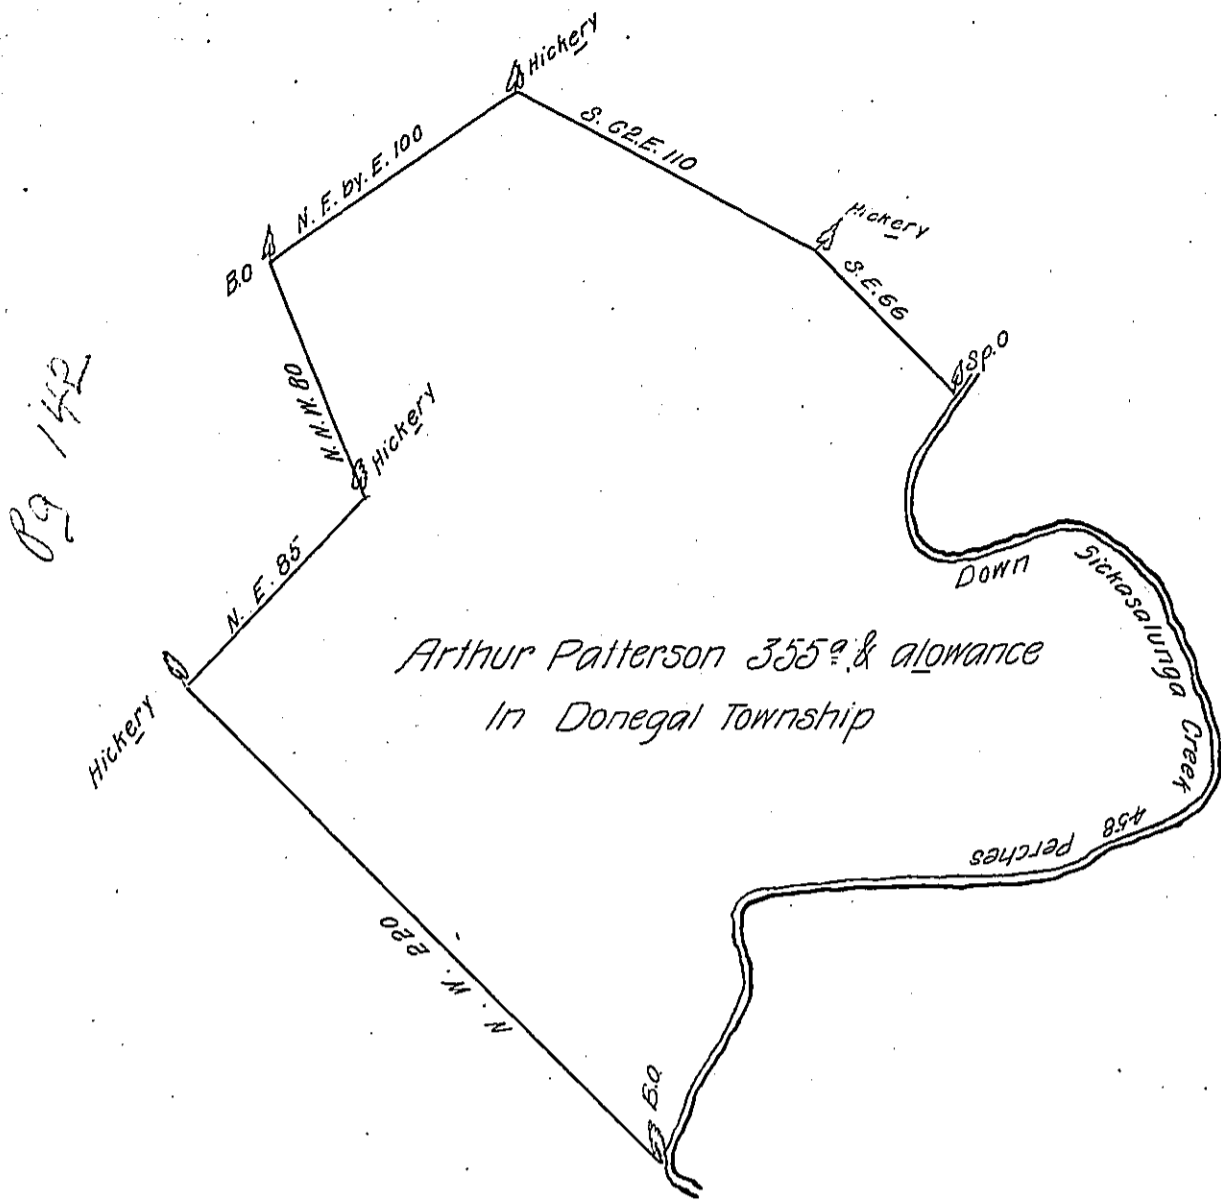 Hickery
N. E. by. E. 100
S. 62. E. 110
Hickery
B.O
S. E. 66
Sp. O
N. N. W. 80
Hickery
Pg 142
N. E. 85
Down
Sickasalunga Creek
Arthur Patterson 355ª & alowance
In Donegal Township
Hickery
458 Perches
N. W. 220
B.O.